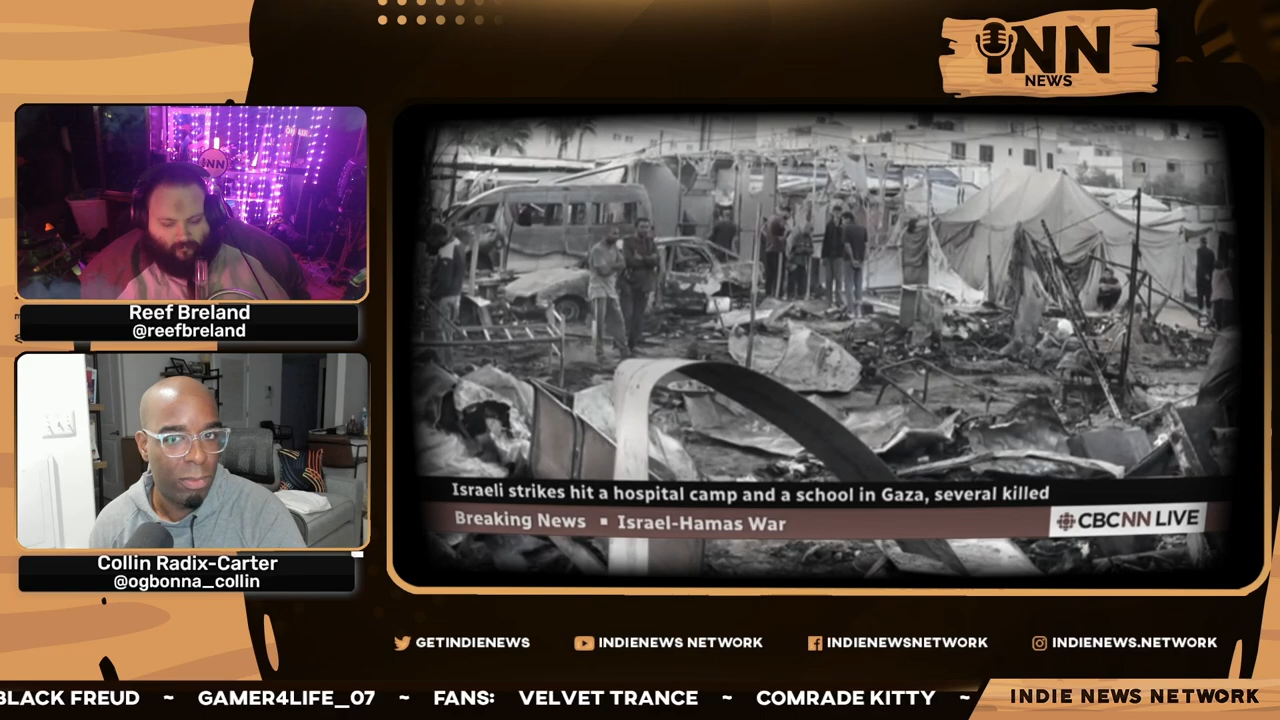 INN
NEWS
INN
Reef Breland
@reefbreland
Collin Radix-Carter
@ogbonna_collin
Israeli strikes hit a hospital camp and a school in Gaza, several killed
Breaking News ▪ Israel-Hamas War
CBCNN LIVE
GETINDIENEWS
INDIENEWS NETWORK
INDIENEWSNETWORK
INDIENEWS.NETWORK
BLACK FREUD ~ GAMER4LIFE_07 ~ FANS: VELVET TRANCE ~ COMRADE KITTY ~
INDIE NEWS NETWORK